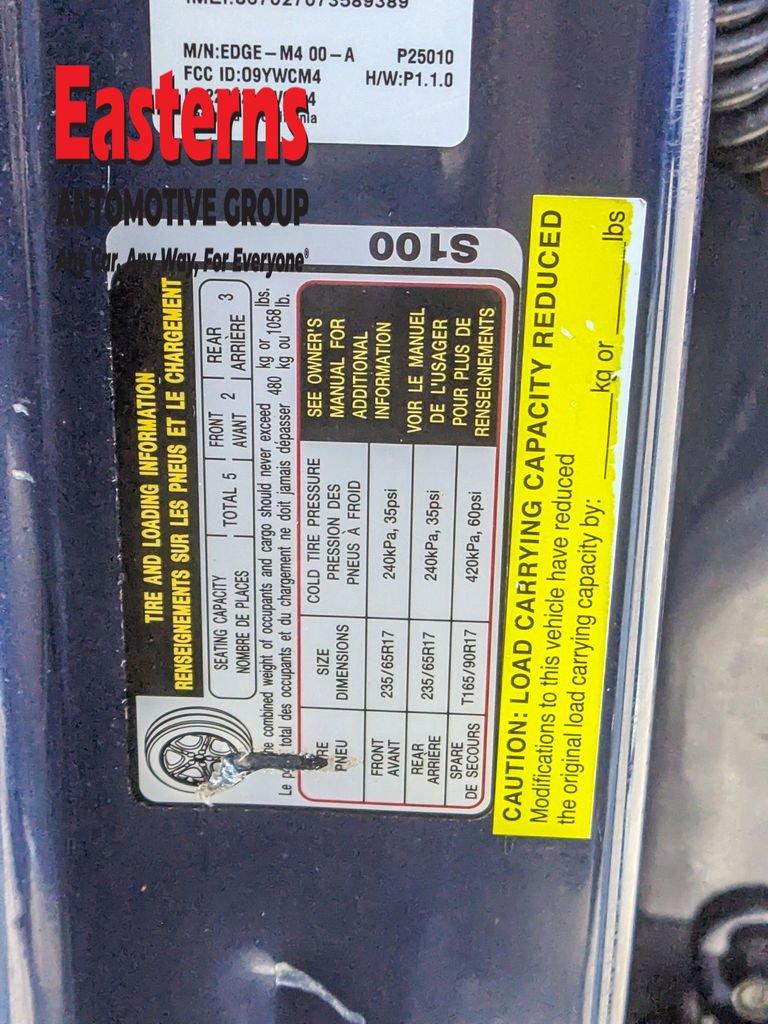 M/N:EDGE-M4 00-A P25010
FCC ID:O9YWCM4 H/W:P1.1.0
Easterns
AUTOMOTIVE GROUP
Any Car, Any Way, For Everyone®
S100
TIRE AND LOADING INFORMATION
RENSEIGNEMENTS SUR LES PNEUS ET LE CHARGEMENT
SEATING CAPACITY TOTAL 5 FRONT 2 REAR 3
NOMBRE DE PLACES AVANT ARRIÈRE
combined weight of occupants and cargo should never exceed 480 kg or 1058 lbs.
Le total des occupants et du chargement ne doit jamais dépasser kg ou lb.
SIZE COLD TIRE PRESSURE SEE OWNER'S
PNEU DIMENSIONS PRESSION DES MANUAL FOR
PNEUS À FROID ADDITIONAL
INFORMATION
FRONT 235/65R17 240kPa, 35psi
AVANT
REAR 235/65R17 240kPa, 35psi
ARRIÈRE
SPARE T165/90R17 420kPa, 60psi
DE SECOURS
VOIR LE MANUEL
DE L'USAGER
POUR PLUS DE
RENSEIGNEMENTS
CAUTION: LOAD CARRYING CAPACITY REDUCED
Modifications to this vehicle have reduced
the original load carrying capacity by: ______kg or ______lbs